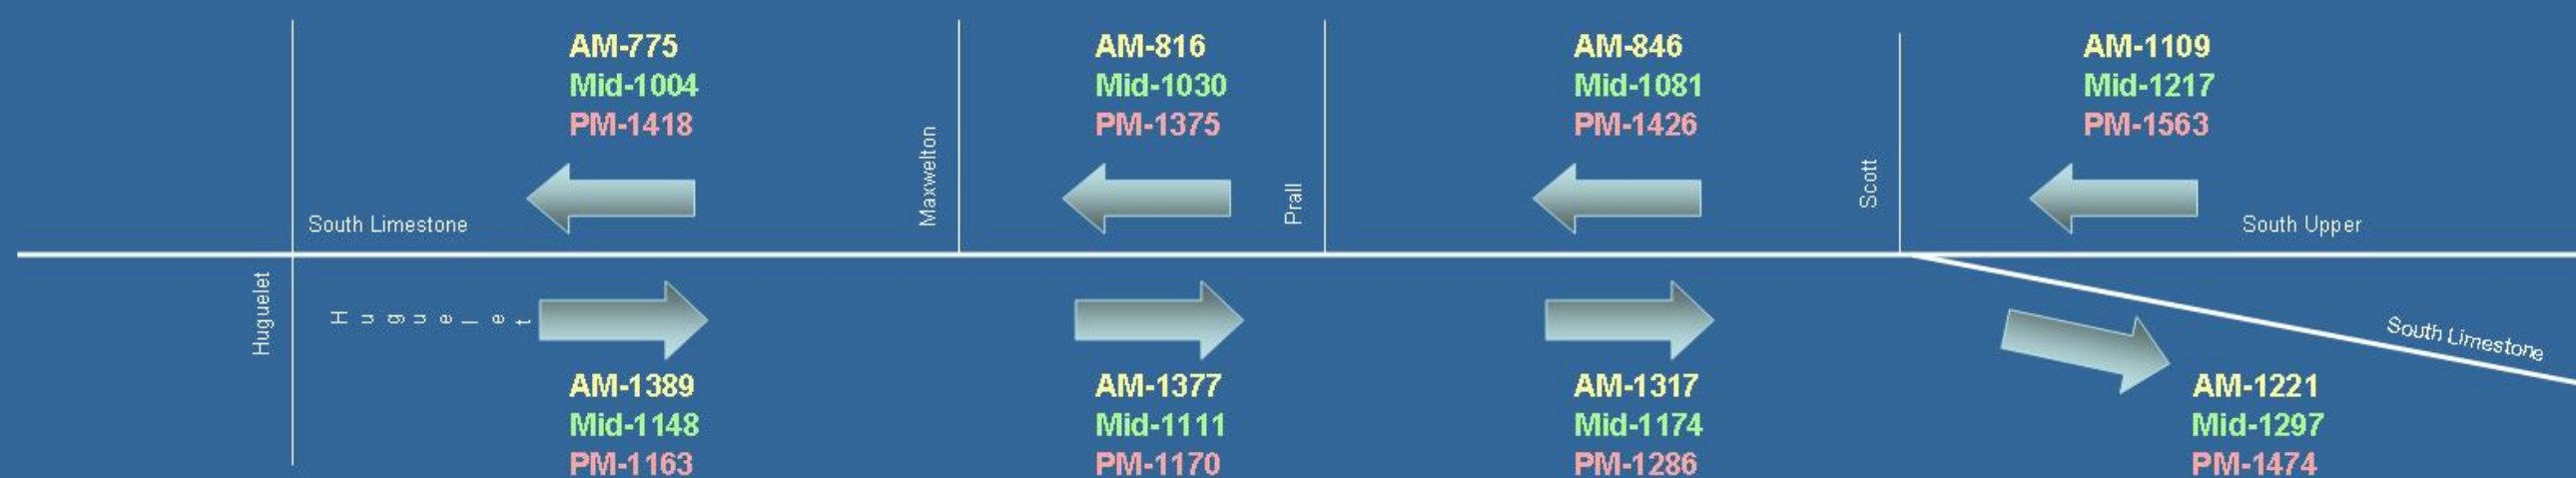 AM-775
Mid-1004
PM-1418
AM-816
Mid-1030
PM-1375
AM-846
Mid-1081
PM-1426
AM-1109
Mid-1217
PM-1563
South Limestone
Maxwelton
Prall
Scott
South Upper
Huguelet
Huguelet
South Limestone
AM-1389
Mid-1148
PM-1163
AM-1377
Mid-1111
PM-1170
AM-1317
Mid-1174
PM-1286
AM-1221
Mid-1297
PM-1474